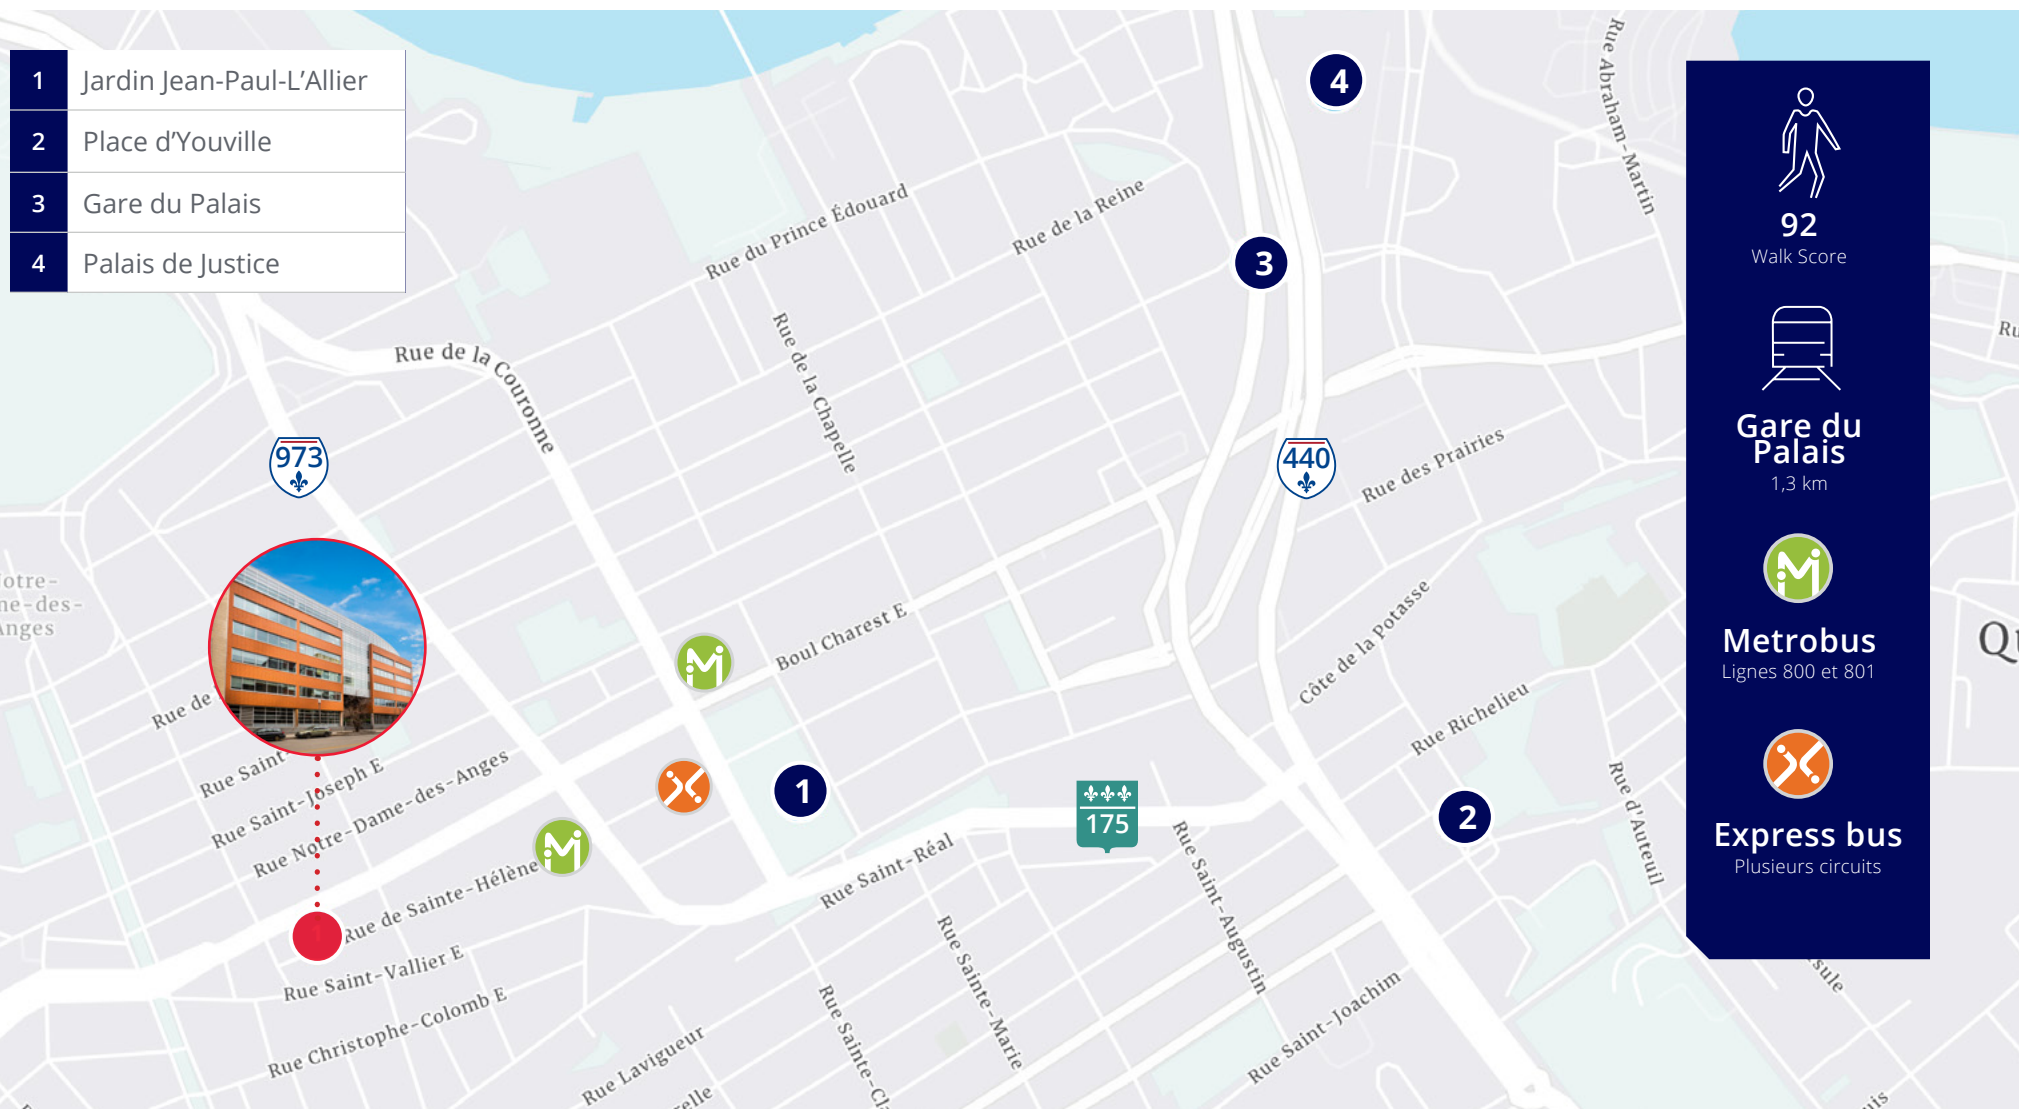 1 Jardin Jean-Paul-L'Allier
2 Place d'Youville
3 Gare du Palais
4 Palais de Justice
92
Walk Score
Gare du
Palais
1,3 km
Metrobus
Lignes 800 et 801
Express bus
Plusieurs circuits
4
3
1
2
973
440
175
Rue Abraham-Martin
Rue du Prince Édouard
Rue de la Reine
Rue de la Couronne
Rue de la Chapelle
Rue des Prairies
Boul Charest E
Côte de la Potasse
Rue Richelieu
Rue d'Auteuil
Rue de
Rue Saint-
Rue Saint-Joseph E
Rue Notre-Dame-des-Anges
Rue de Sainte-Hélène
Rue Saint-Vallier E
Rue Christophe-Colomb E
Rue Lavigueur
Rue Saint-Réal
Rue Sainte-Marie
Rue Saint-Augustin
Rue Saint-Joachim